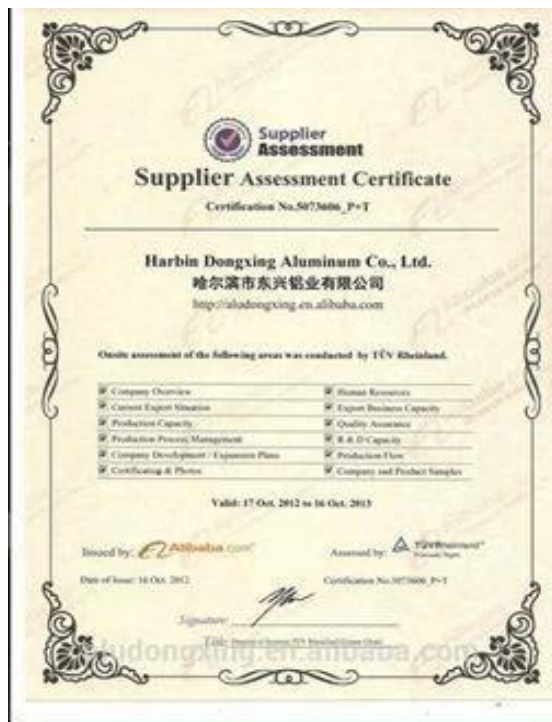 Supplier
Assessment
Supplier Assessment Certificate
Certification No.5073606_P+T
Harbin Dongxing Aluminum Co., Ltd.
哈尔滨市东兴铝业有限公司
http://aludongxing.en.alibaba.com
Onsite assessment of the following areas was conducted by TÜV Rheinland.
Company Overview Human Resources
Current Export Situation Export Business Capacity
Production Capacity Quality Assurance
Production Process Management R & D Capacity
Company Development / Expansion Plans Production Flow
Certificating & Photos Company and Product Samples
Valid: 17 Oct. 2012 to 16 Oct. 2013
Issued by: Alibaba.com Assessed by: TÜVRheinland
Date of Issue: 16 Oct. 2012 Certification No.5073606_P+T
Signature:
Title:
aludongxing.en.alibaba.com